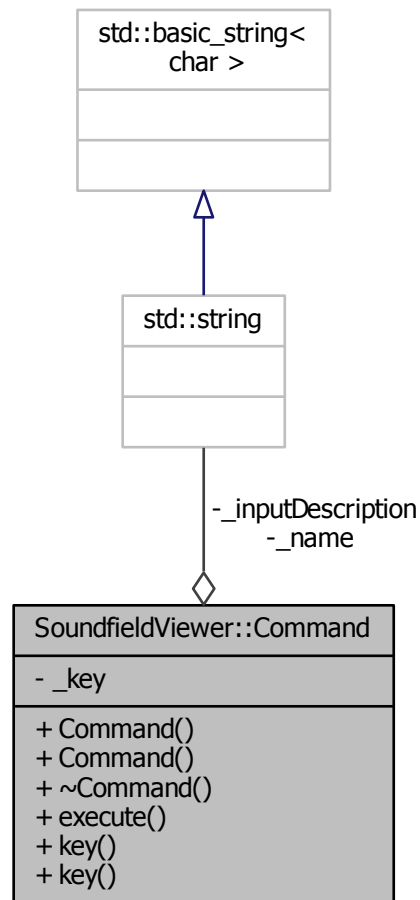 std::basic_string<
char >
std::string
-_inputDescription
-_name
SoundfieldViewer::Command
- _key
+ Command()
+ Command()
+ ~Command()
+ execute()
+ key()
+ key()